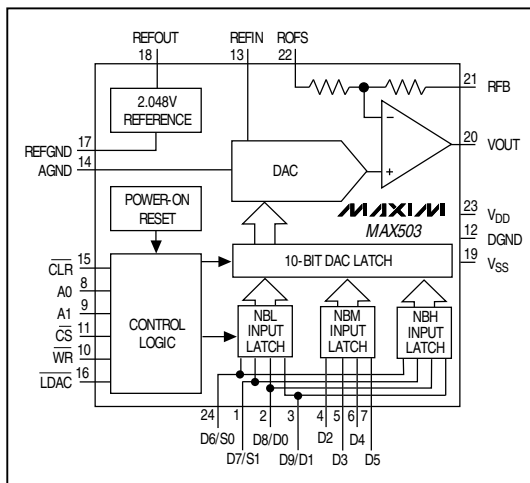 REFOUT REFIN ROFS
18 13 22
21 RFB
2.048V
REFERENCE
17 REFGND
14 AGND
DAC
−
+
20 VOUT
POWER-ON
RESET
MAXIM
MAX503
23 VDD
12 DGND
19 VSS
10-BIT DAC LATCH
15 CLR
8 A0
9 A1
11 CS
10 WR
16 LDAC
CONTROL
LOGIC
NBL
INPUT
LATCH
NBM
INPUT
LATCH
NBH
INPUT
LATCH
24 1 2 3 4 5 6 7
D6/S0 D8/D0 D2 D4
D7/S1 D9/D1 D3 D5